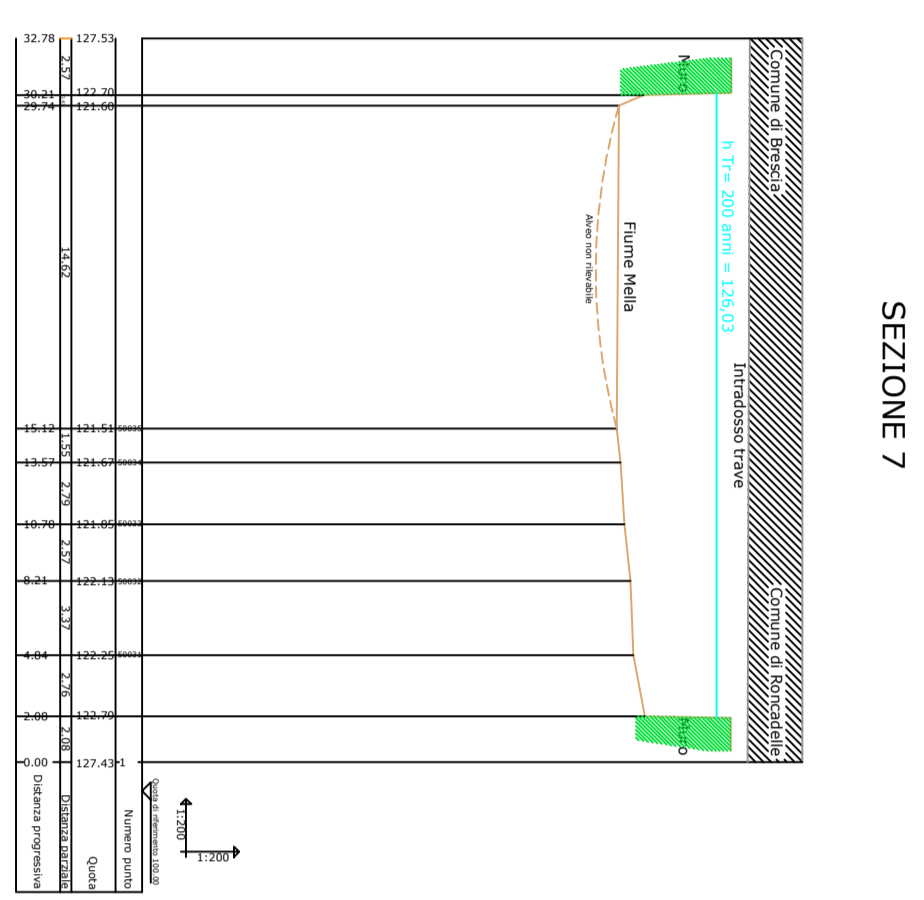 SEZIONE 7
Comune di Brescia
Comune di Roncadelle
Muro
Muro
h Tr= 200 anni = 126,03
Intradosso trave
Fiume Mella
Alveo non rilevabile
1:200
1:200
Quota di riferimento 100.00
Numero punto
1
50031
50032
50033
50034
50035
Quota
127.43
122.79
122.25
122.13
121.85
121.67
121.51
121.60
122.70
127.53
Distanza parziale
2.08
2.76
3.37
2.57
2.79
1.55
14.62
2.57
Distanza progressiva
0.00
2.08
4.84
8.21
10.78
13.57
15.12
29.74
30.21
32.78